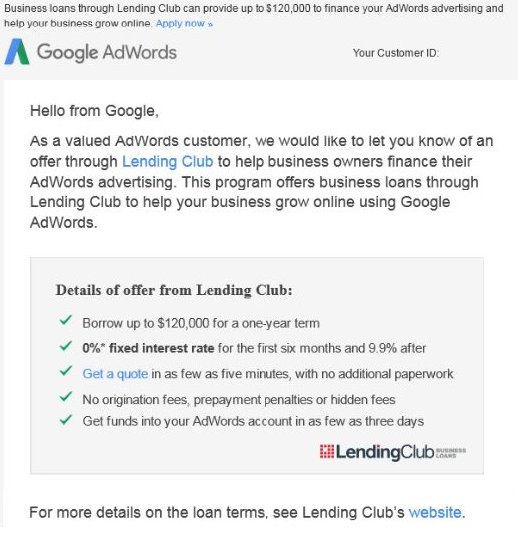 Business loans through Lending Club can provide up to $120,000 to finance your AdWords advertising and
help your business grow online. Apply now »
Google AdWords
Your Customer ID:
Hello from Google,
As a valued AdWords customer, we would like to let you know of an
offer through Lending Club to help business owners finance their
AdWords advertising. This program offers business loans through
Lending Club to help your business grow online using Google
AdWords.
Details of offer from Lending Club:
Borrow up to $120,000 for a one-year term
0%* fixed interest rate for the first six months and 9.9% after
Get a quote in as few as five minutes, with no additional paperwork
No origination fees, prepayment penalties or hidden fees
Get funds into your AdWords account in as few as three days
LendingClub BUSINESS
LOANS
For more details on the loan terms, see Lending Club's website.